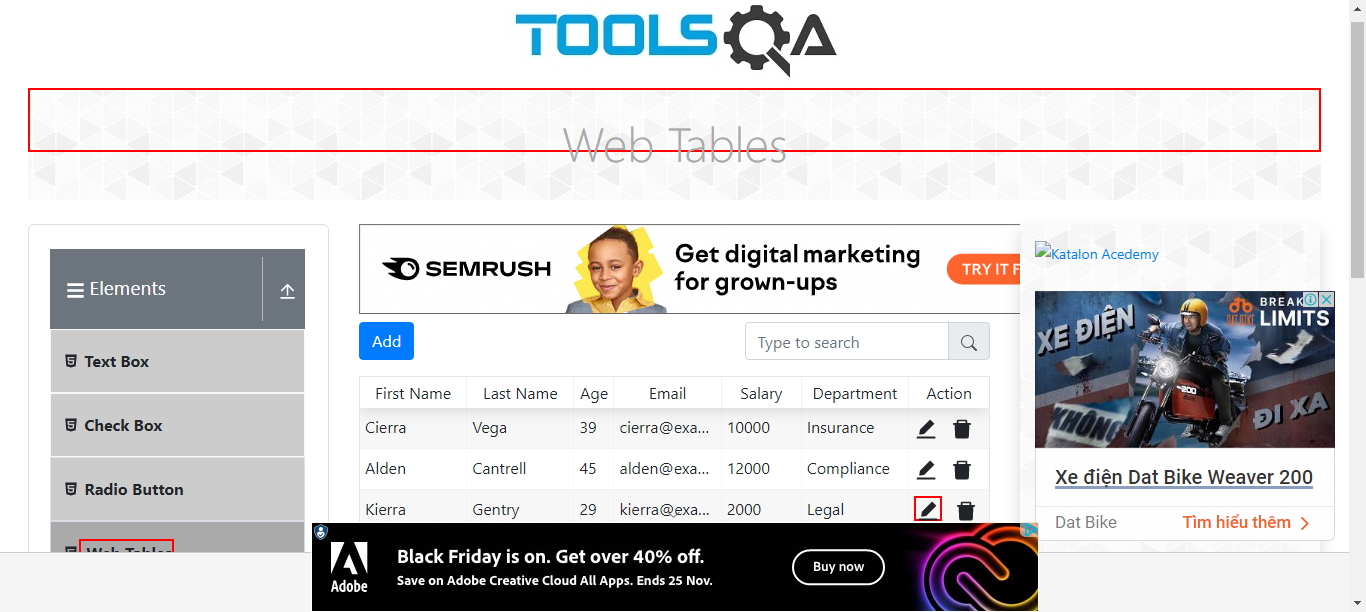 TOOLSQA
Web Tables
Elements
Text Box
Check Box
Radio Button
Web Tables
SEMRUSH
Get digital marketing
for grown-ups
TRY IT F
Add
Type to search
First Name Last Name Age Email Salary Department Action
Cierra Vega 39 cierra@exa... 10000 Insurance
Alden Cantrell 45 alden@exa... 12000 Compliance
Kierra Gentry 29 kierra@exa... 2000 Legal
Katalon Acedemy
XE ĐIỆN
DAT BIKE
BREAK
LIMITS
200
KHÔNG
ĐI XA
Xe điện Dat Bike Weaver 200
Dat Bike
Tìm hiểu thêm
Adobe
Black Friday is on. Get over 40% off.
Save on Adobe Creative Cloud All Apps. Ends 25 Nov.
Buy now